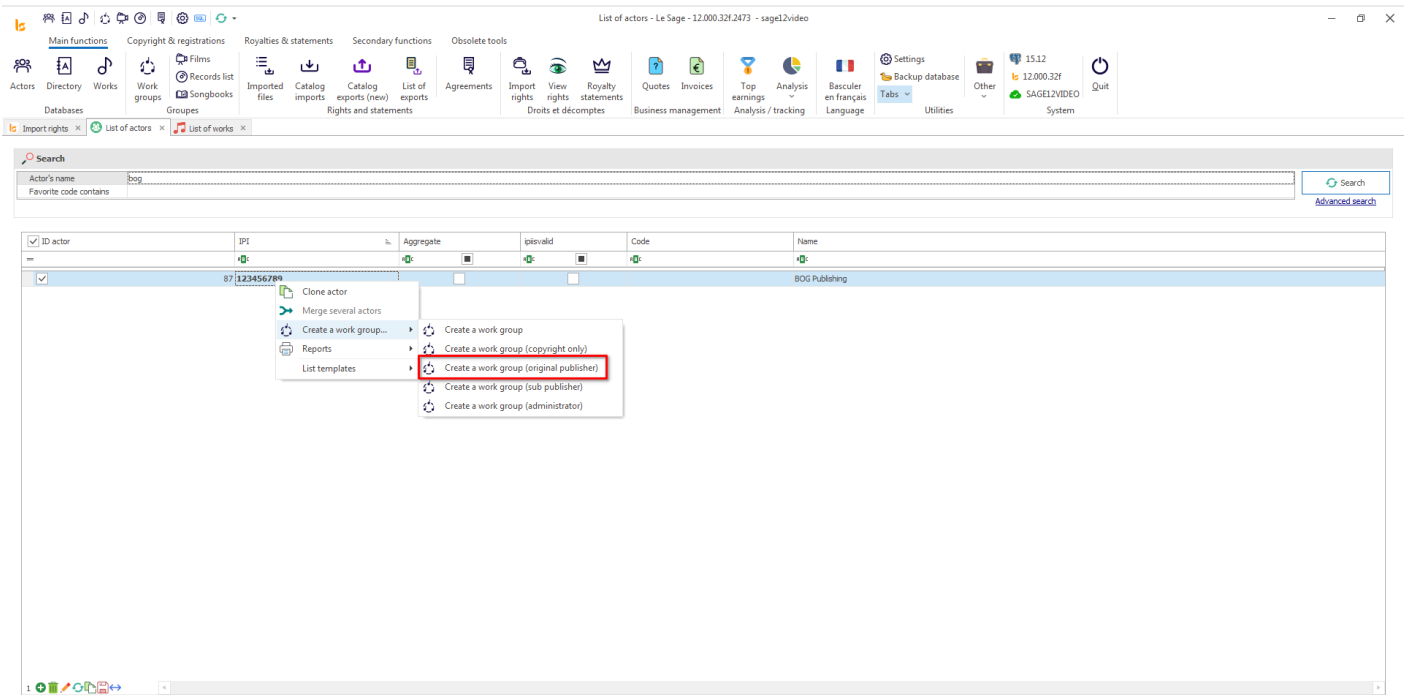 List of actors - Le Sage - 12.000.32f.2473 - sage12video
Main functions Copyright & registrations Royalties & statements Secondary functions Obsolete tools
Actors Directory Works
Databases
Work groups Films Records list Songbooks
Groupes
Imported files Catalog imports Catalog exports (new) List of exports
Rights and statements
Agreements
Import rights View rights Royalty statements
Droits et décomptes
Quotes Invoices
Business management
Top earnings Analysis
Analysis / tracking
Basculer en français
Language
Settings
Backup database
Tabs
Other
Utilities
15.12
12.000.32f
SAGE12VIDEO
Quit
System
Import rights × List of actors × List of works ×
Search
Actor's name bog
Favorite code contains
Search
Advanced search
ID actor IPI Aggregate ipiisvalid Code Name
87 123456789 BOG Publishing
Clone actor
Merge several actors
Create a work group...
Reports
List templates
Create a work group
Create a work group (copyright only)
Create a work group (original publisher)
Create a work group (sub publisher)
Create a work group (administrator)
1